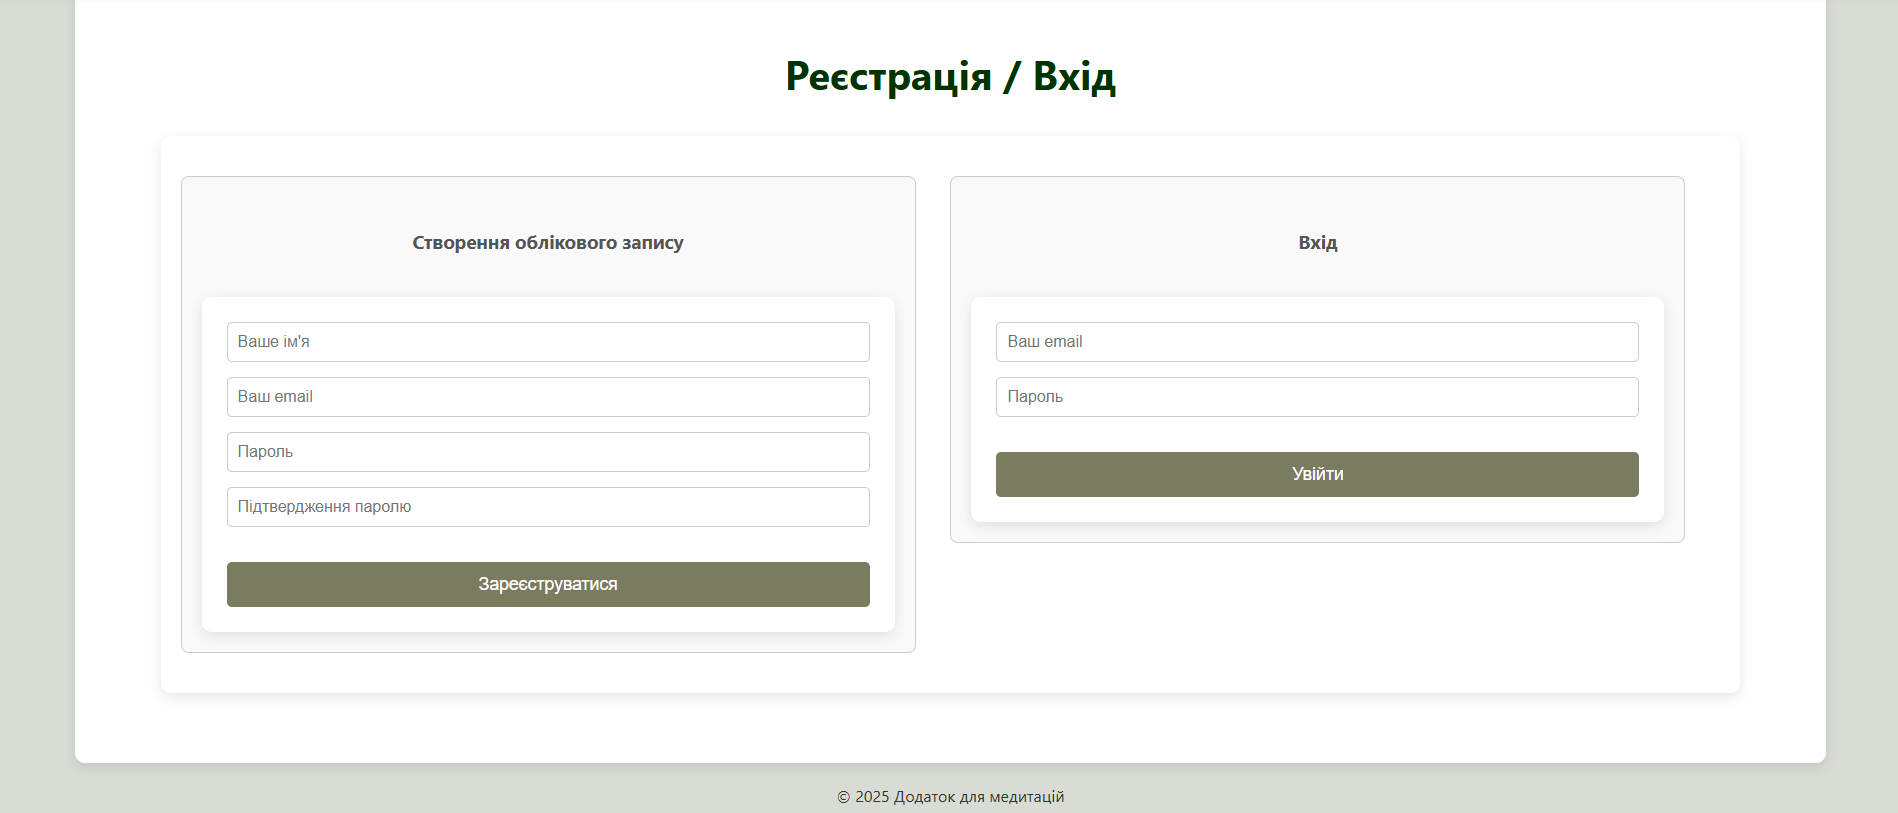 Реєстрація / Вхід
Створення облікового запису
Ваше ім'я
Ваш email
Пароль
Підтвердження паролю
Зареєструватися
Вхід
Ваш email
Пароль
Увійти
© 2025 Додаток для медитацій